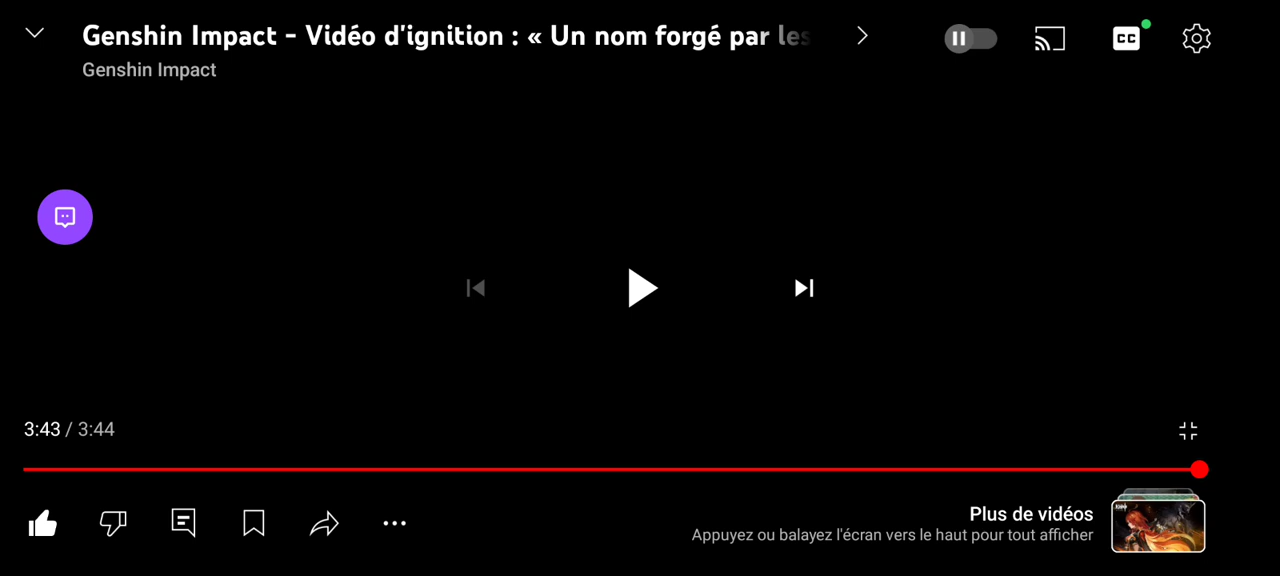 Genshin Impact - Vidéo d'ignition : « Un nom forgé par les
Genshin Impact
CC
3:43 / 3:44
Plus de vidéos
Appuyez ou balayez l'écran vers le haut pour tout afficher